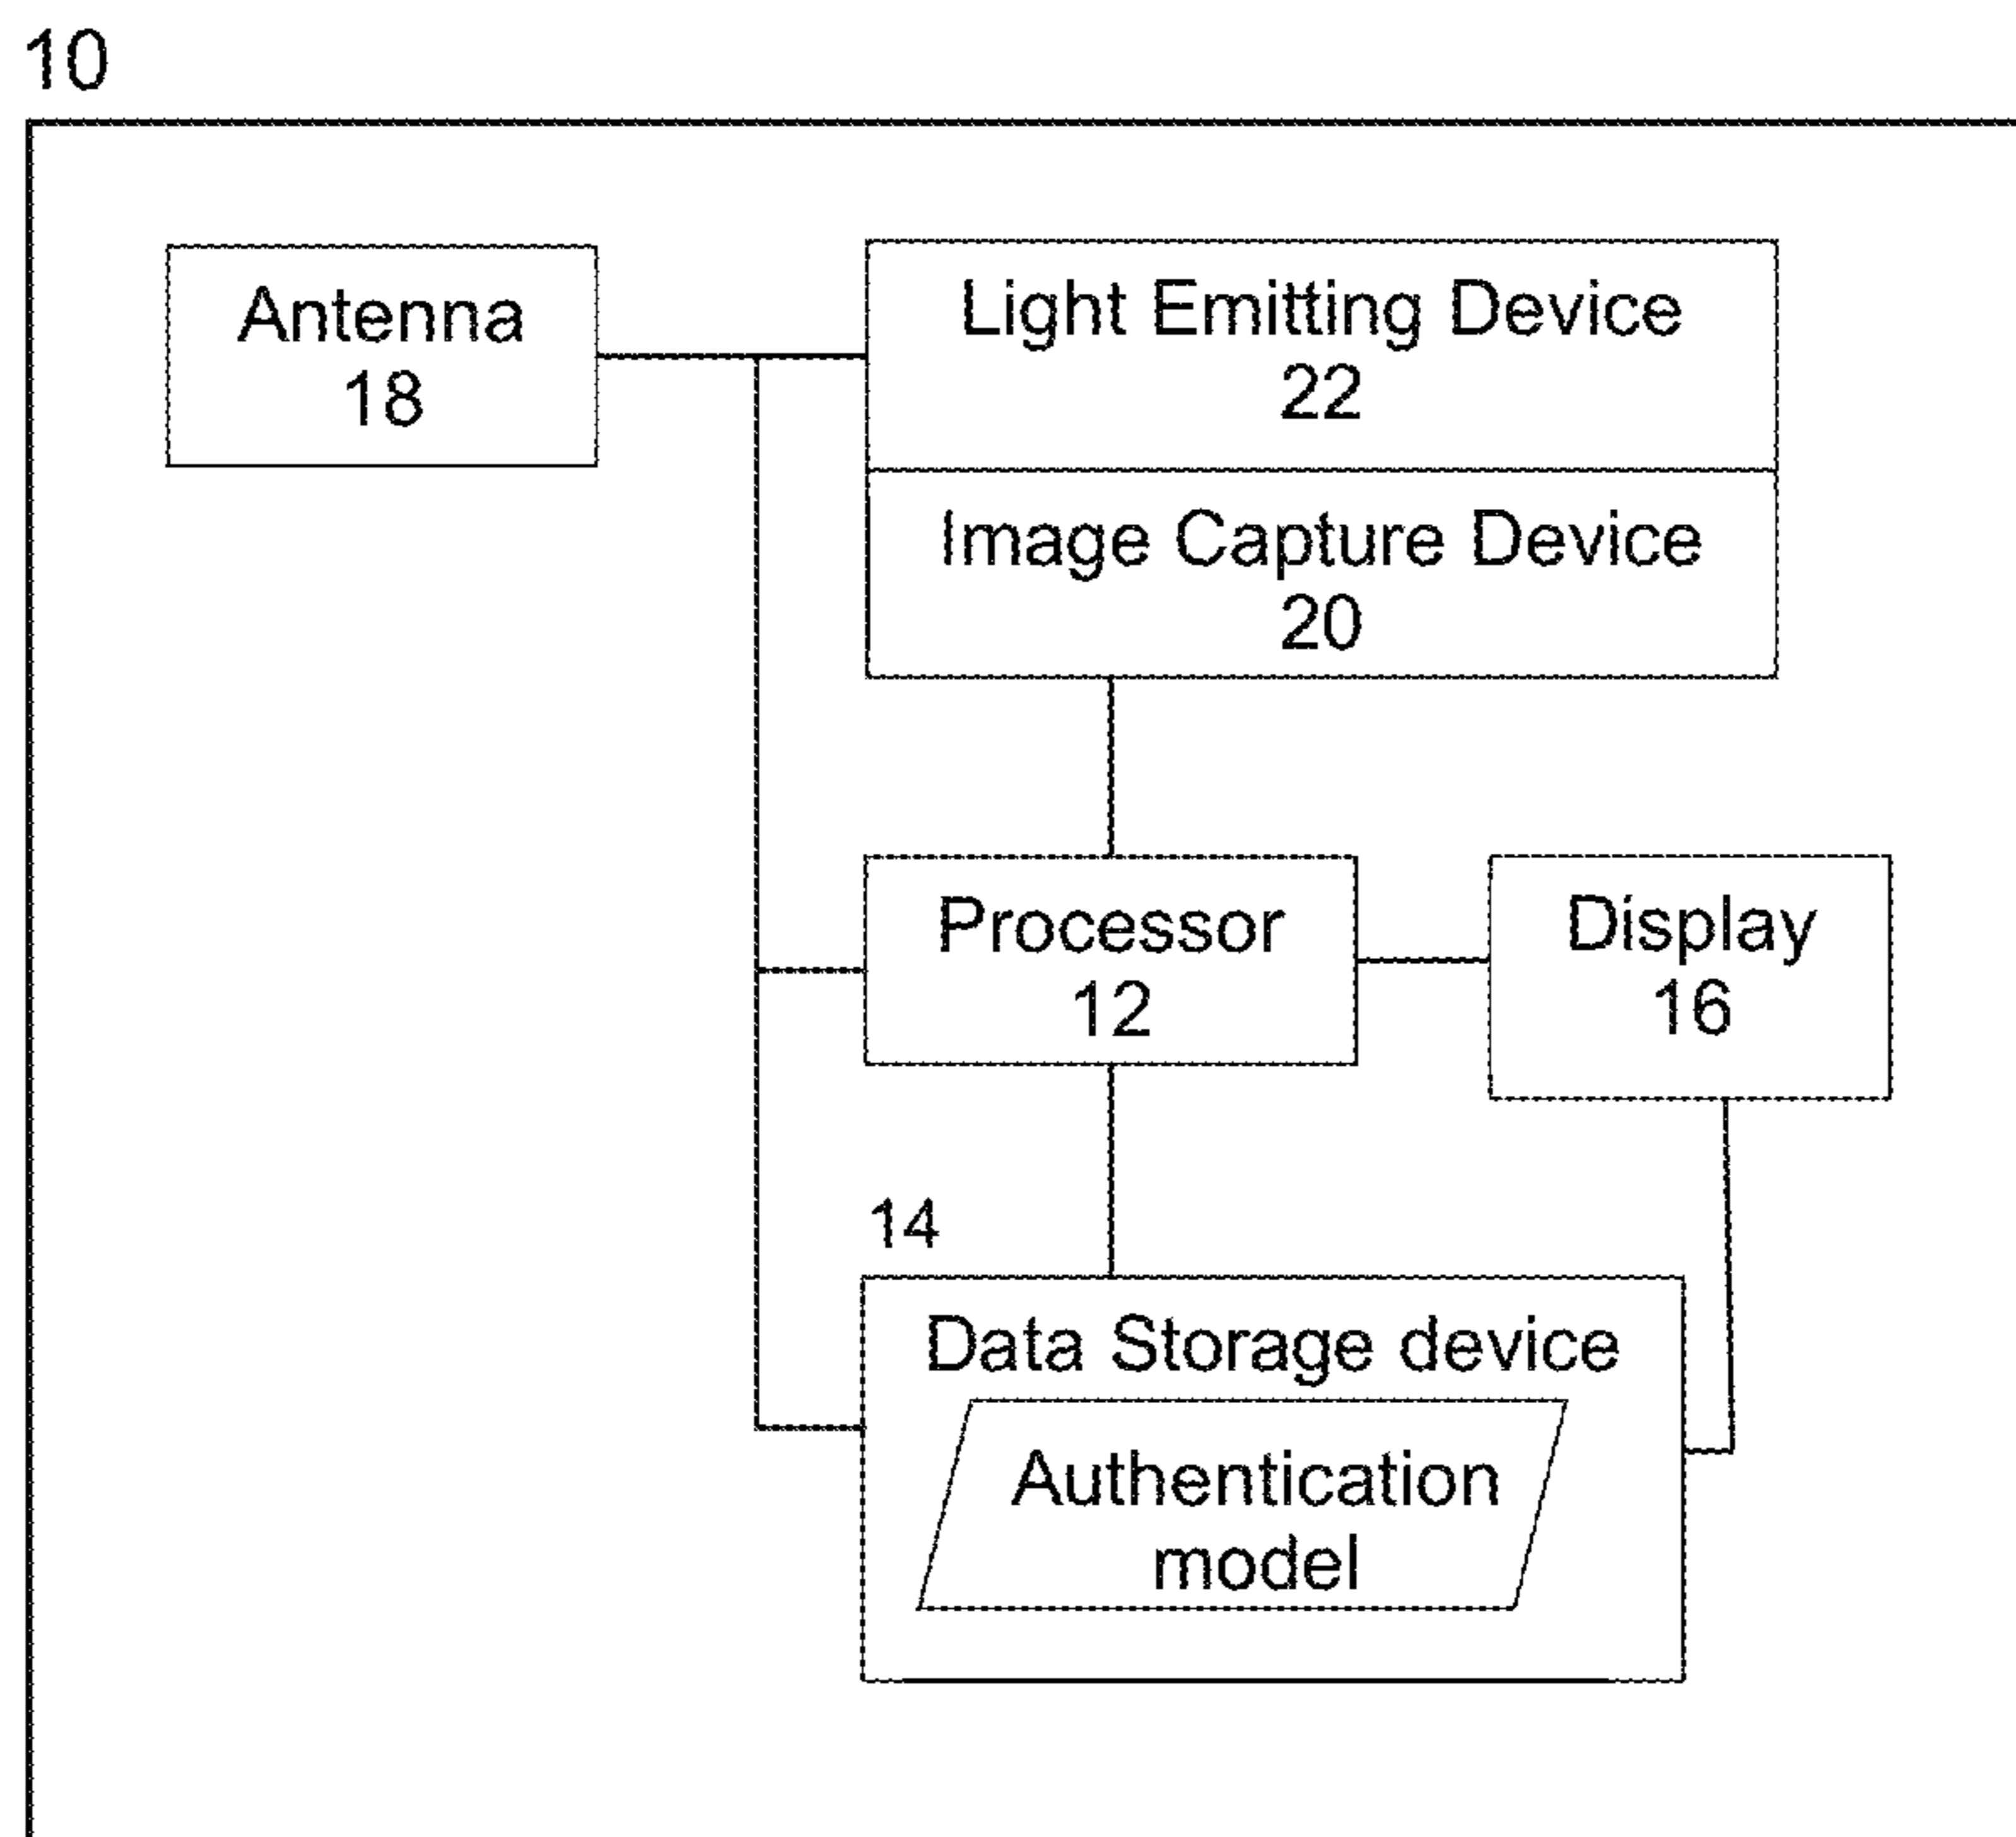 10
Antenna
18
Light Emitting Device
22
Image Capture Device
20
Processor
12
Display
16
14
Data Storage device
Authentication
model